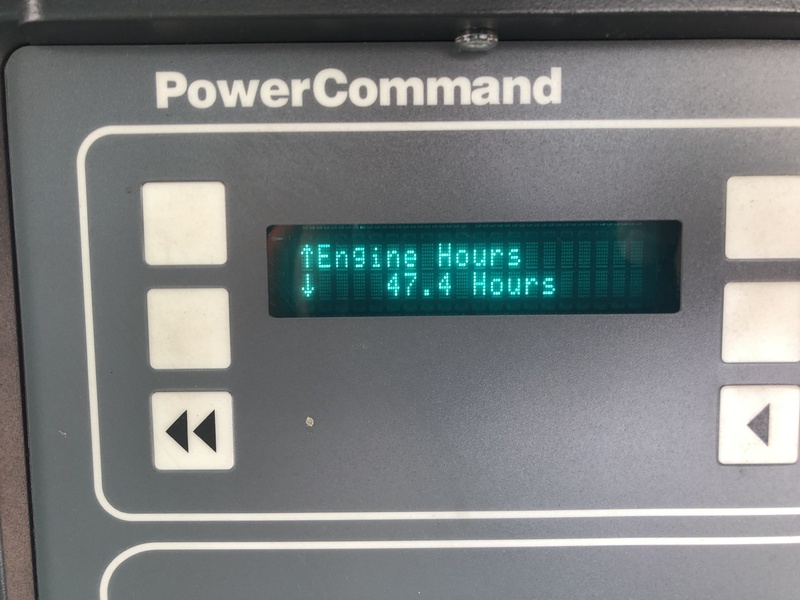 PowerCommand
↑Engine Hours
↓ 47.4 Hours